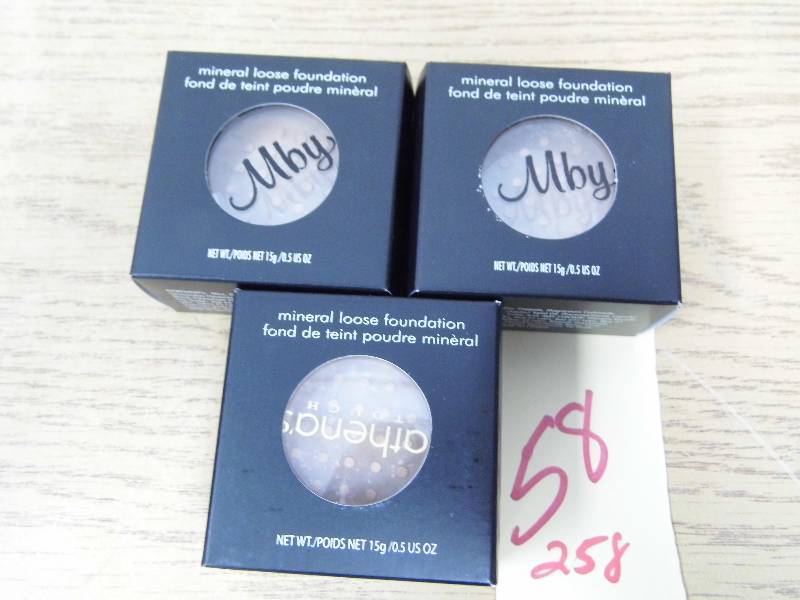 mineral loose foundation
fond de teint poudre minèral
Mby
NET WT./POIDS NET 15g /0.5 US OZ
mineral loose foundation
fond de teint poudre minèral
Mby
NET WT./POIDS NET 15g /0.5 US OZ
mineral loose foundation
fond de teint poudre minèral
athena's
TOUCH
NET WT./POIDS NET 15g /0.5 US OZ
58
258